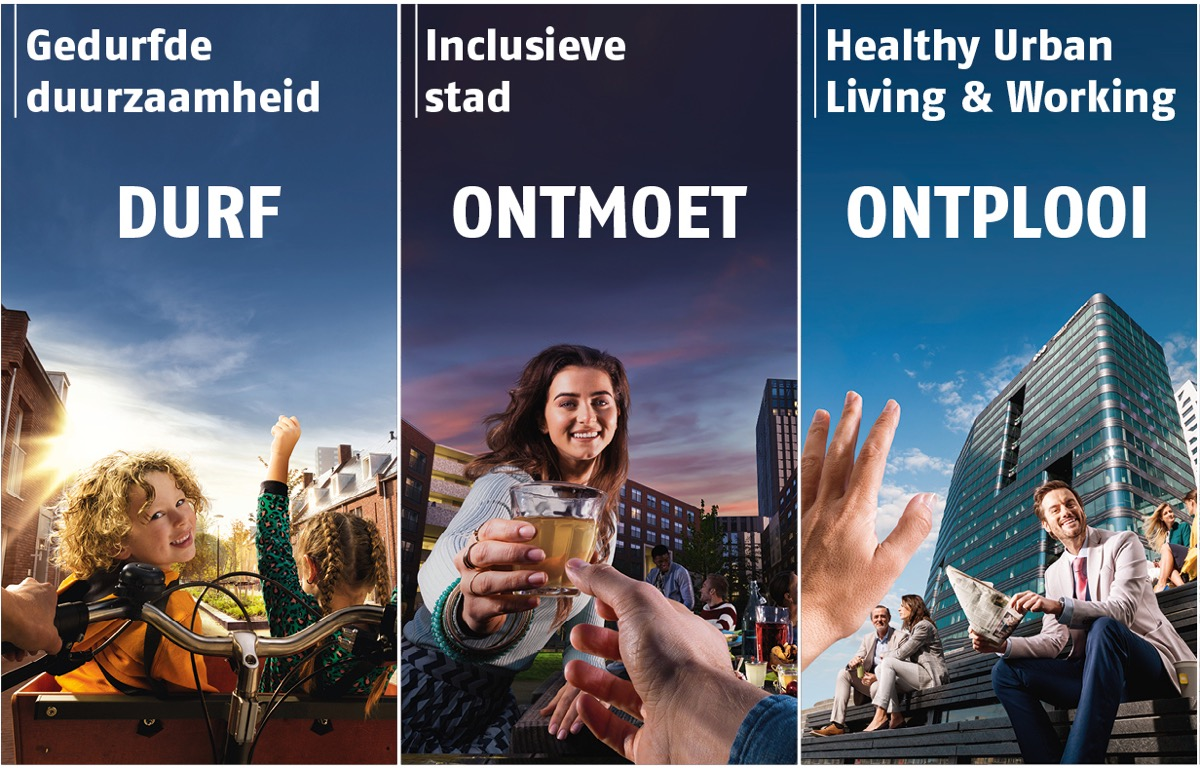 Gedurfde
duurzaamheid
DURF
Inclusieve
stad
ONTMOET
Healthy Urban
Living & Working
ONTPLOOI